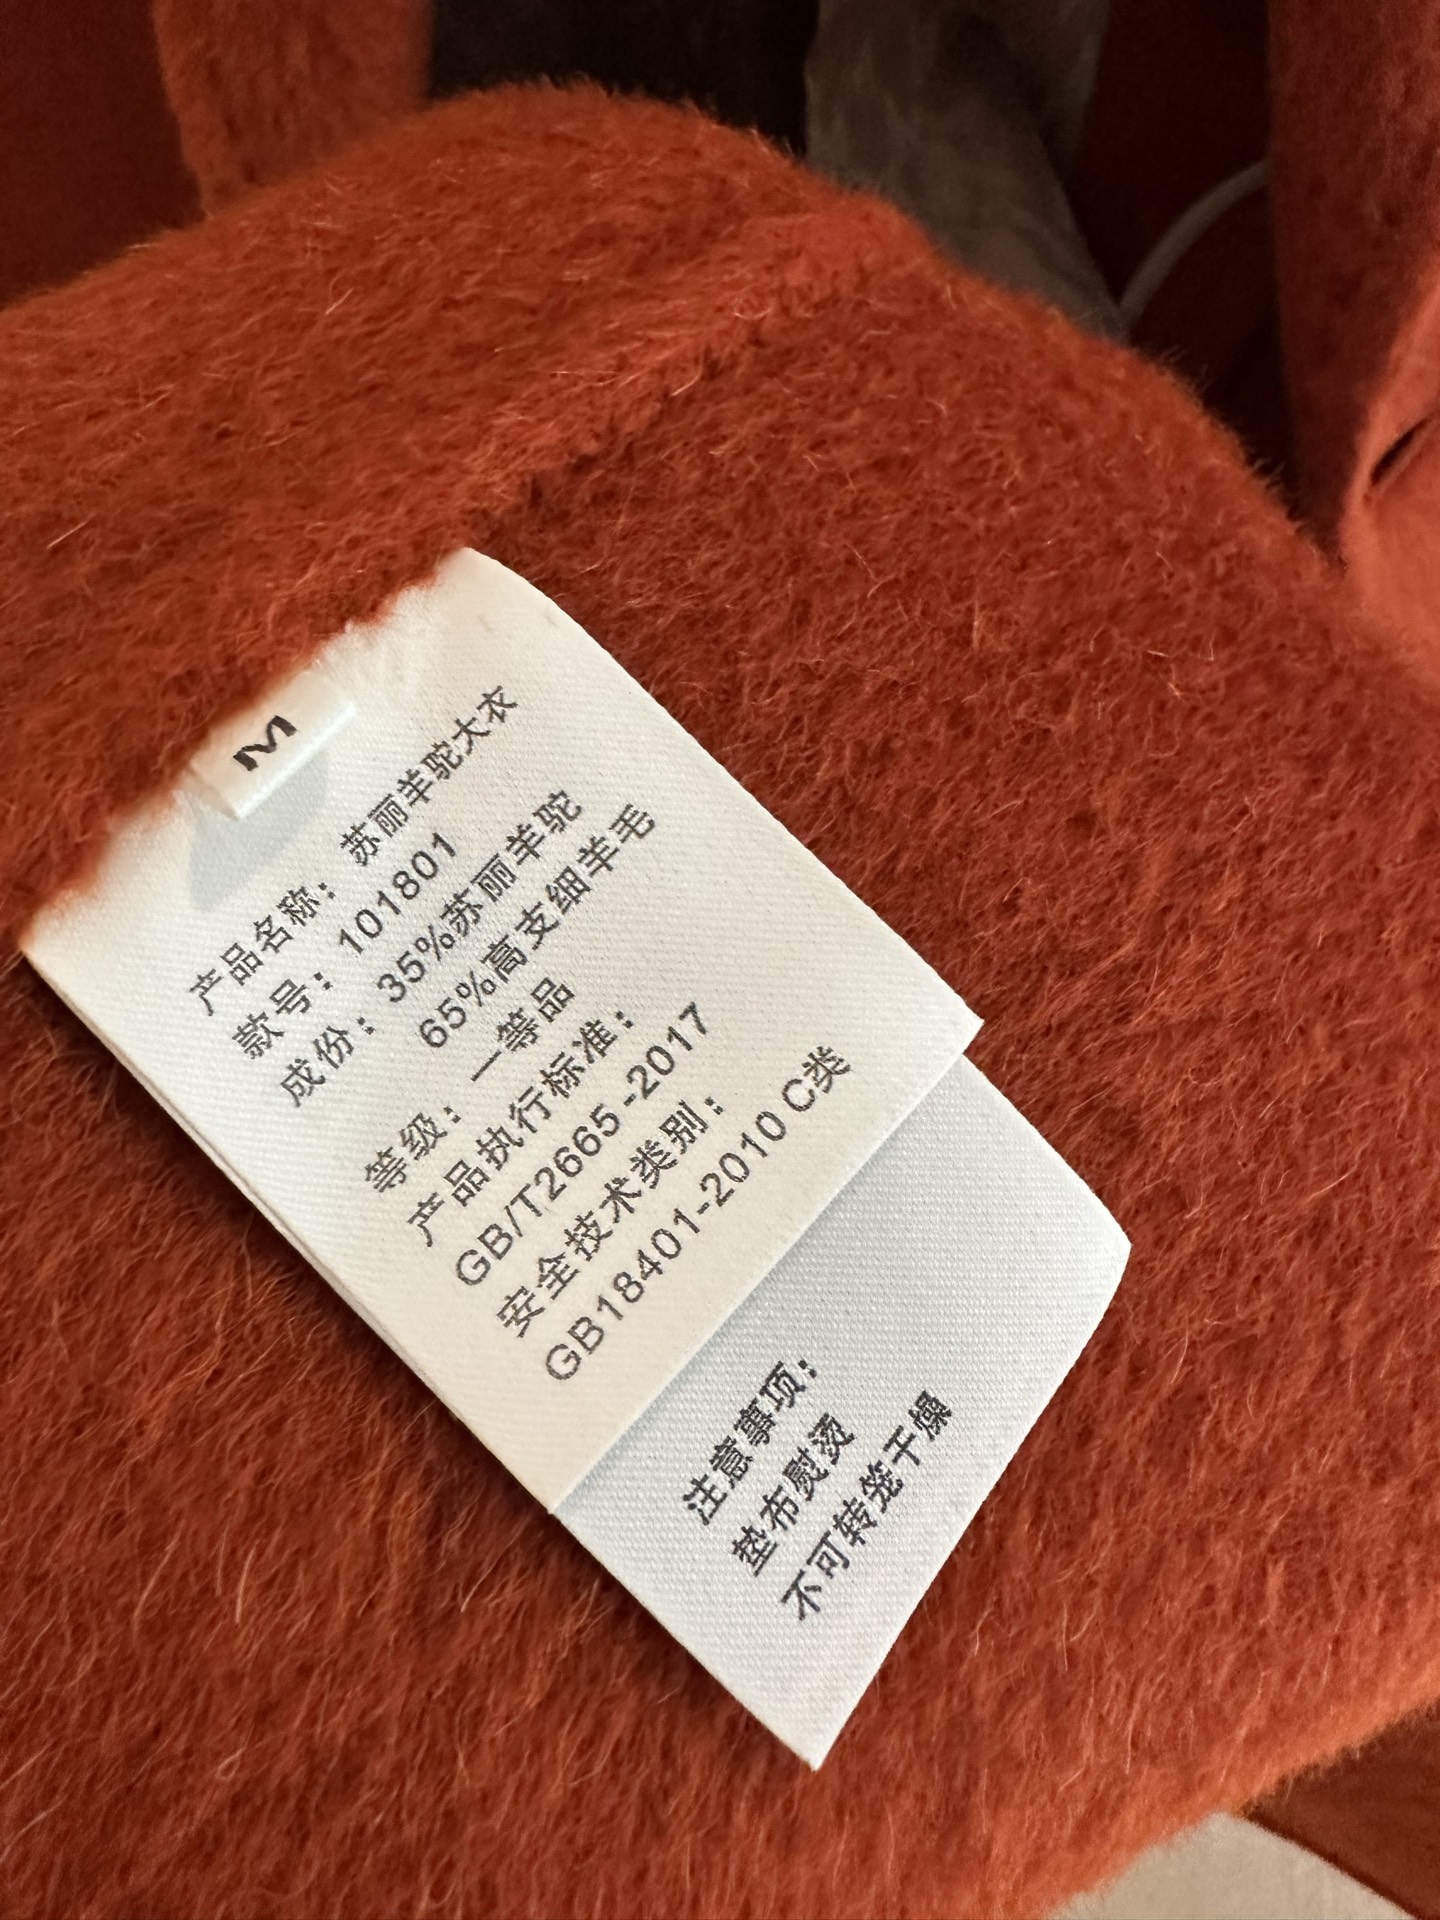 M
产品名称：苏丽羊驼大衣
款号：101801
成份：35%苏丽羊驼
65%高支细羊毛
等级：一等品
产品执行标准：
GB/T2665-2017
安全技术类别：
GB18401-2010 C类
注意事项：
垫布熨烫
不可转笼干燥